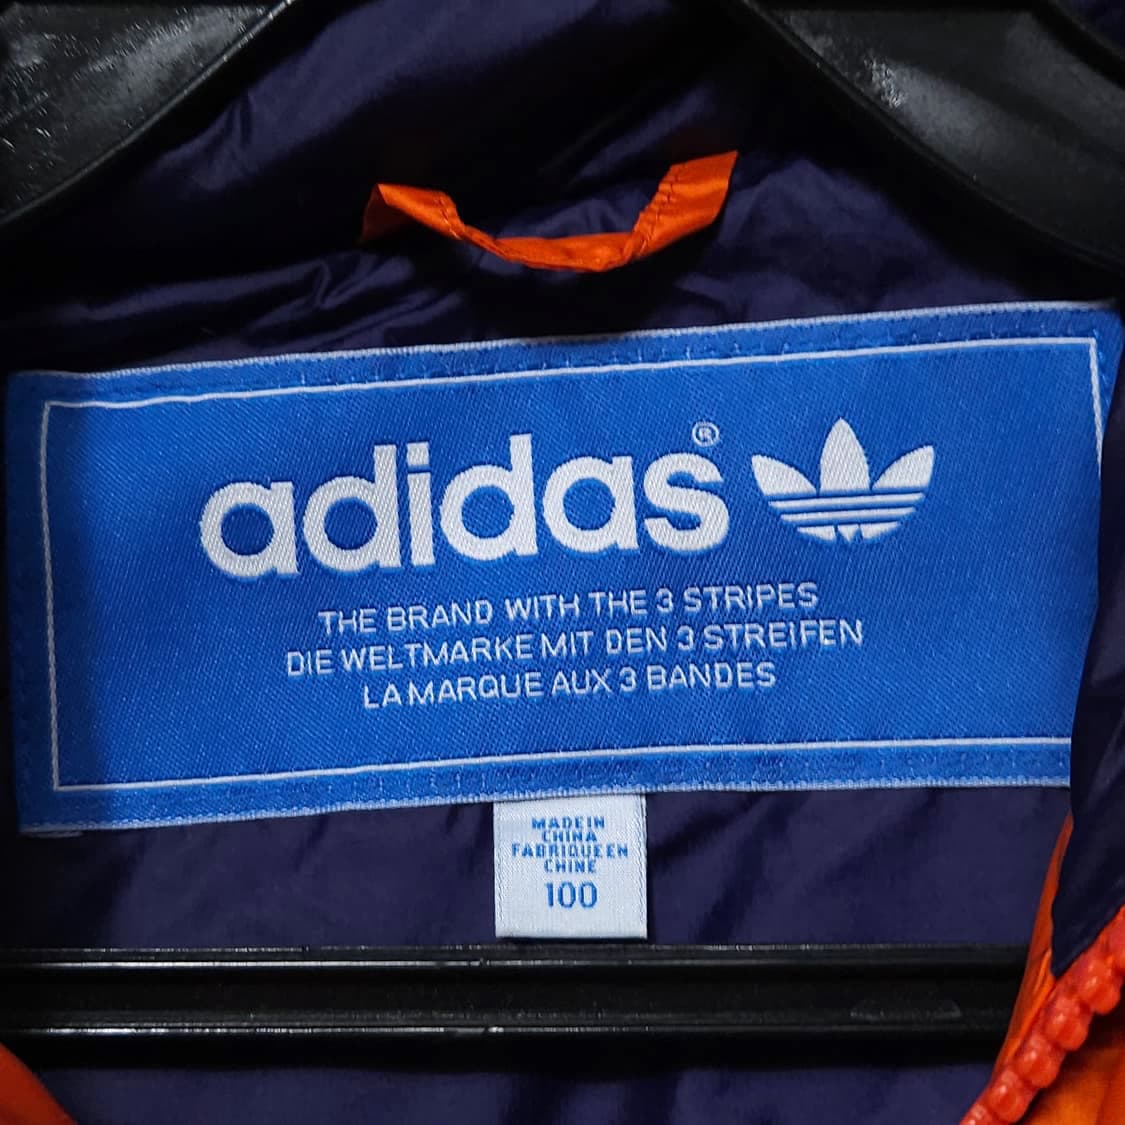 adidas®
THE BRAND WITH THE 3 STRIPES
DIE WELTMARKE MIT DEN 3 STREIFEN
LA MARQUE AUX 3 BANDES
MADE IN
CHINA
FABRIQUE EN
CHINE
100